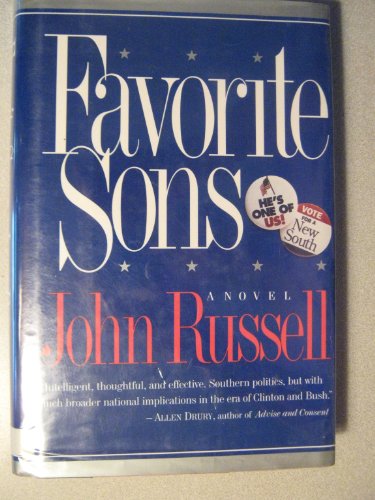 Favorite
Sons
HE'S
ONE OF
US!
VOTE
FOR A
New
South
A NOVEL
John Russell
Intelligent, thoughtful, and effective, Southern politics, but with
much broader national implications in the era of Clinton and Bush."
– ALLEN DRURY, author of Advise and Consent